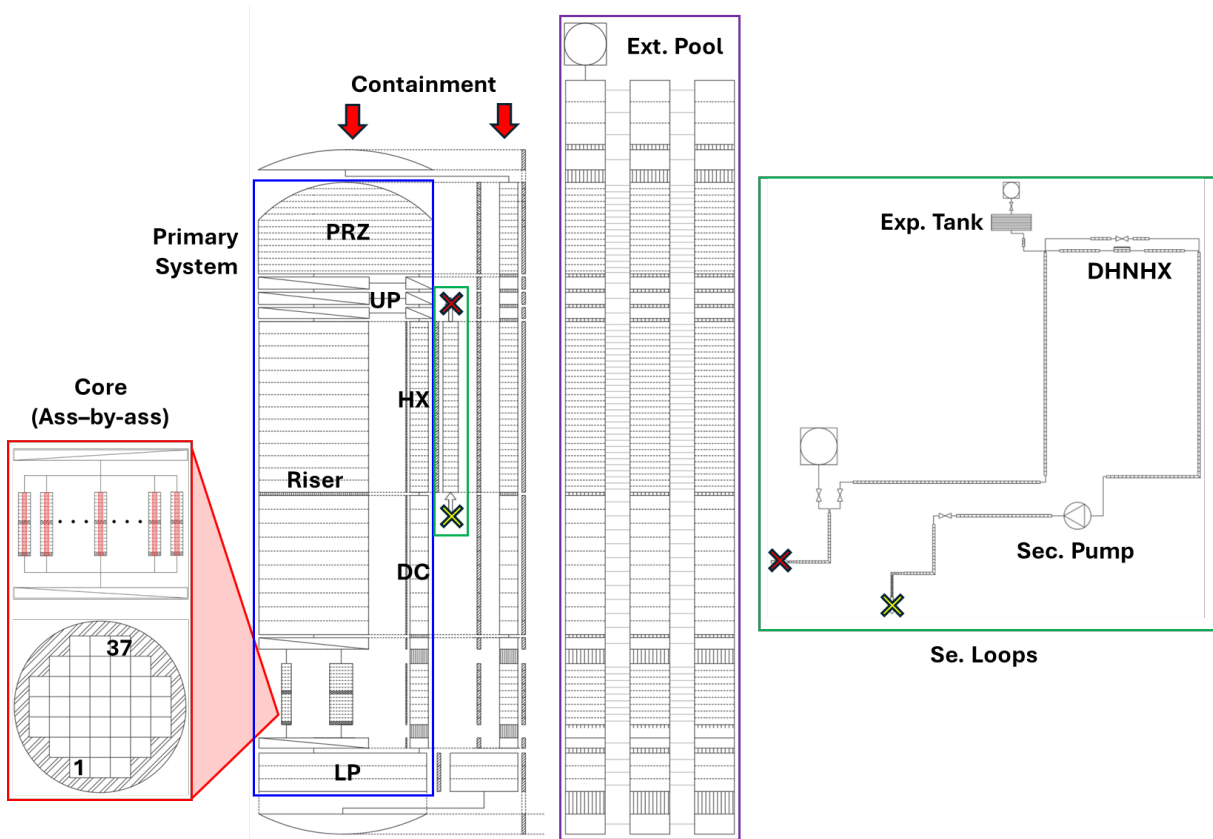 Ext. Pool
Containment
Exp. Tank
PRZ
Primary
System
DHNHX
UP
Core
(Ass–by-ass)
HX
Riser
Sec. Pump
DC
37
Se. Loops
1
LP